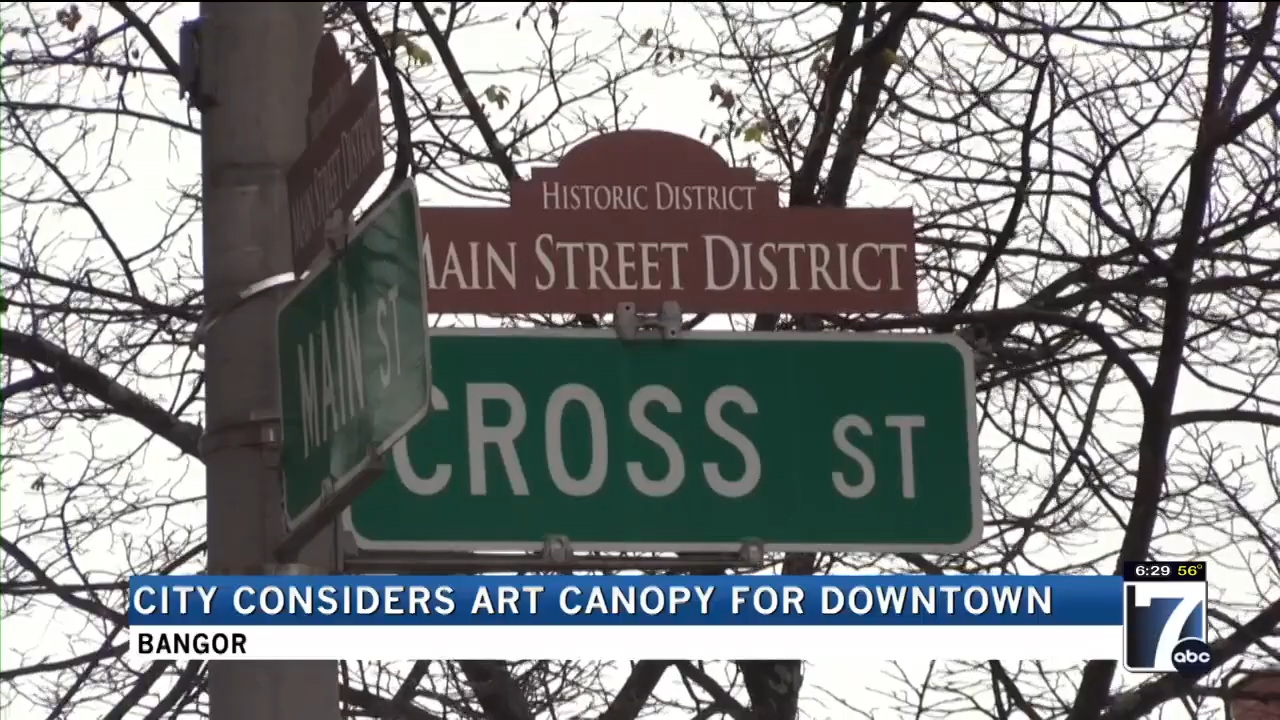 HISTORIC DISTRICT
MAIN STREET DISTRICT
MAIN STREET DISTRICT
MAIN ST
CROSS ST
CITY CONSIDERS ART CANOPY FOR DOWNTOWN
BANGOR
6:29 56°
7
abc